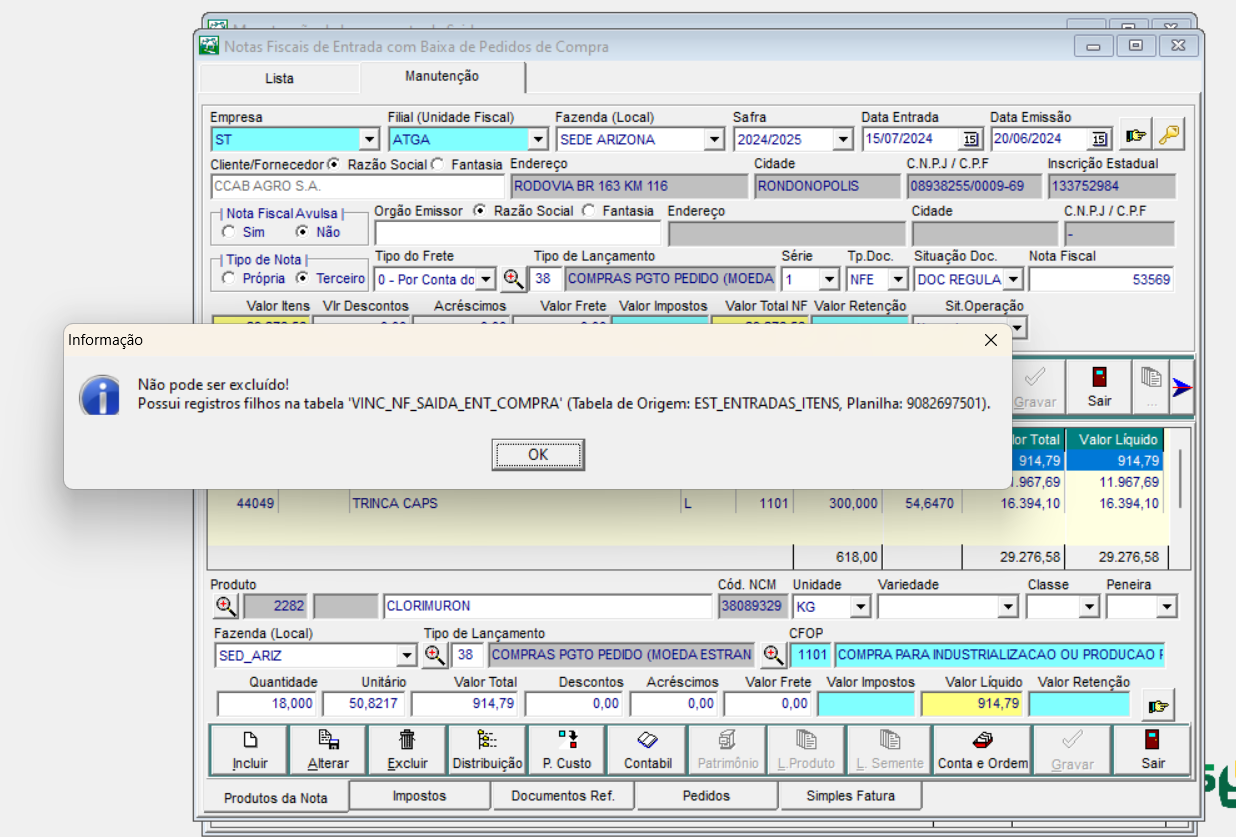 Notas Fiscais de Entrada com Baixa de Pedidos de Compra
Lista Manutenção
Empresa Filial (Unidade Fiscal) Fazenda (Local) Safra Data Entrada Data Emissão
ST ATGA SEDE ARIZONA 2024/2025 15/07/2024 15 20/06/2024 15
Cliente/Fornecedor Razão Social Fantasia Endereço Cidade C.N.P.J / C.P.F Inscrição Estadual
CCAB AGRO S.A. RODOVIA BR 163 KM 116 RONDONOPOLIS 08938255/0009-69 133752984
Nota Fiscal Avulsa Orgão Emissor Razão Social Fantasia Endereço Cidade C.N.P.J / C.P.F
Sim Não -
Tipo de Nota Tipo do Frete Tipo de Lançamento Série Tp.Doc. Situação Doc. Nota Fiscal
Própria Terceiro 0 - Por Conta do 38 COMPRAS PGTO PEDIDO (MOEDA 1 NFE DOC REGULA 53569
Valor Itens Vlr Descontos Acréscimos Valor Frete Valor Impostos Valor Total NF Valor Retenção Sit.Operação
Informação
Não pode ser excluído!
Possui registros filhos na tabela 'VINC_NF_SAIDA_ENT_COMPRA' (Tabela de Origem: EST_ENTRADAS_ITENS, Planilha: 9082697501).
OK
Gravar Sair ...
lor Total Valor Líquido
914,79 914,79
1.967,69 11.967,69
44049 TRINCA CAPS L 1101 300,000 54,6470 16.394,10 16.394,10
618,00 29.276,58 29.276,58
Produto Cód. NCM Unidade Variedade Classe Peneira
2282 CLORIMURON 38089329 KG
Fazenda (Local) Tipo de Lançamento CFOP
SED_ARIZ 38 COMPRAS PGTO PEDIDO (MOEDA ESTRAN 1101 COMPRA PARA INDUSTRIALIZACAO OU PRODUCAO
Quantidade Unitário Valor Total Descontos Acréscimos Valor Frete Valor Impostos Valor Líquido Valor Retenção
18,000 50,8217 914,79 0,00 0,00 0,00 914,79
Incluir Alterar Excluir Distribuição P. Custo Contabil Patrimônio L.Produto L. Semente Conta e Ordem Gravar Sair
Produtos da Nota Impostos Documentos Ref. Pedidos Simples Fatura